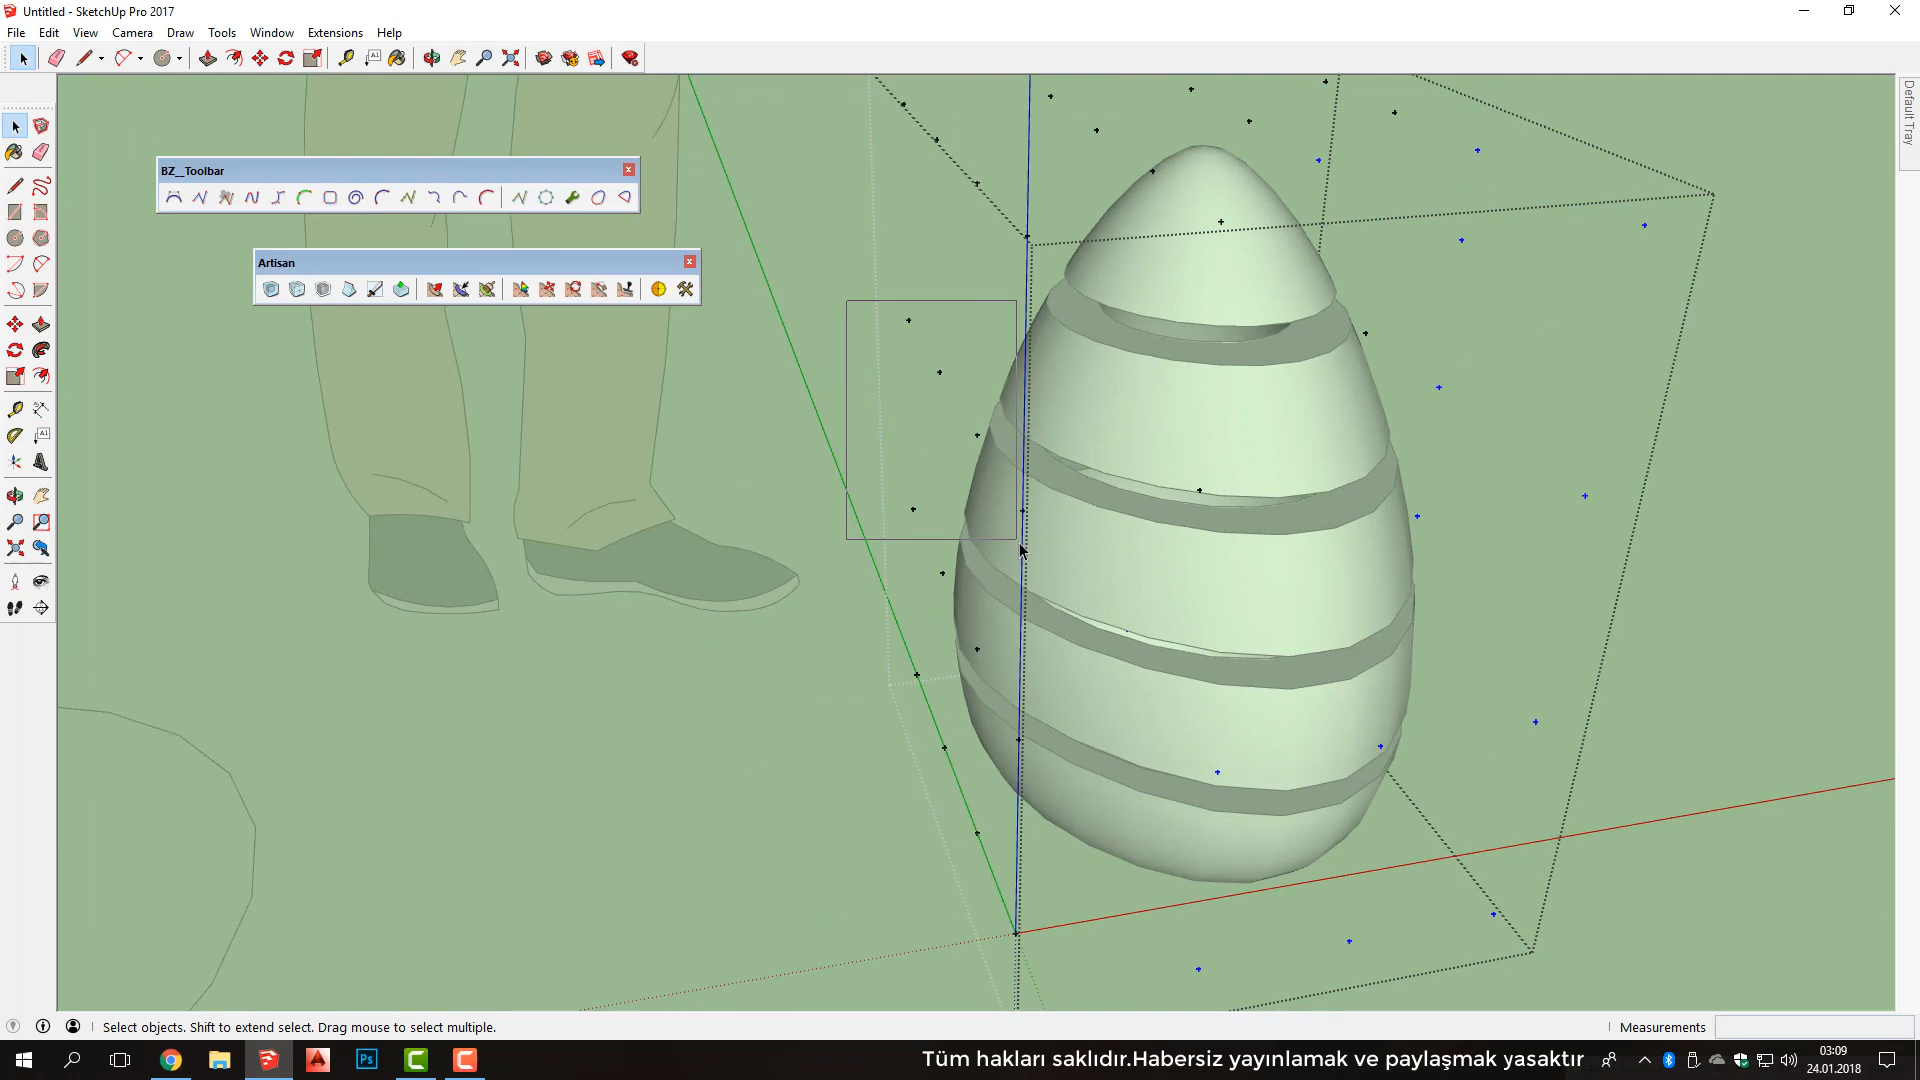 Untitled - SketchUp Pro 2017
File Edit View Camera Draw Tools Window Extensions Help
Default Tray
BZ__Toolbar
Artisan
Select objects. Shift to extend select. Drag mouse to select multiple.
Measurements
Tüm hakları saklıdır.Habersiz yayınlamak ve paylaşmak yasaktır
03:09
24.01.2018